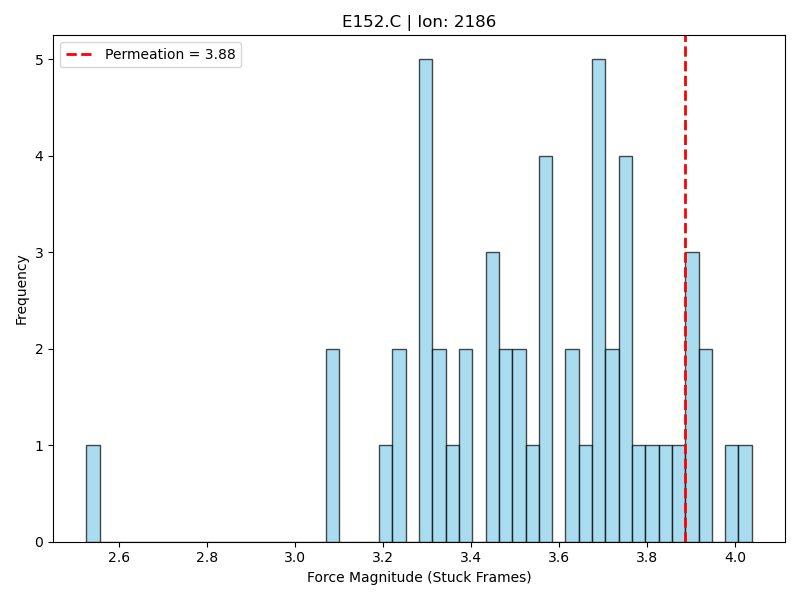 E152.C | Ion: 2186
Permeation = 3.88
Frequency
5
4
3
2
1
0
2.6 2.8 3.0 3.2 3.4 3.6 3.8 4.0
Force Magnitude (Stuck Frames)